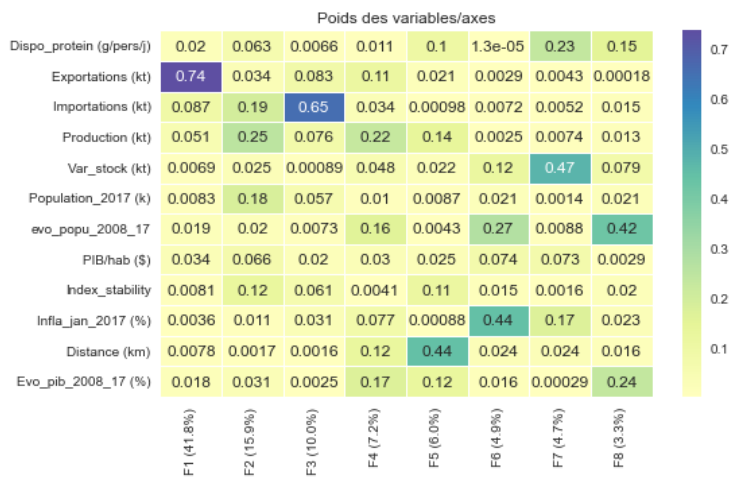 Poids des variables/axes
Dispo_protein (g/pers/j) 0.02 0.063 0.0066 0.011 0.1 1.3e-05 0.23 0.15
Exportations (kt) 0.74 0.034 0.083 0.11 0.021 0.0029 0.0043 0.00018
Importations (kt) 0.087 0.19 0.65 0.034 0.00098 0.0072 0.0052 0.015
Production (kt) 0.051 0.25 0.076 0.22 0.14 0.0025 0.0074 0.013
Var_stock (kt) 0.0069 0.025 0.00089 0.048 0.022 0.12 0.47 0.079
Population_2017 (k) 0.0083 0.18 0.057 0.01 0.0087 0.021 0.0014 0.021
evo_popu_2008_17 0.019 0.02 0.0073 0.16 0.0043 0.27 0.0088 0.42
PIB/hab ($) 0.034 0.066 0.02 0.03 0.025 0.074 0.073 0.0029
Index_stability 0.0081 0.12 0.061 0.0041 0.11 0.015 0.0016 0.02
Infla_jan_2017 (%) 0.0036 0.011 0.031 0.077 0.00088 0.44 0.17 0.023
Distance (km) 0.0078 0.0017 0.0016 0.12 0.44 0.024 0.024 0.016
Evo_pib_2008_17 (%) 0.018 0.031 0.0025 0.17 0.12 0.016 0.00029 0.24
F1 (41.8%) F2 (15.9%) F3 (10.0%) F4 (7.2%) F5 (6.0%) F6 (4.9%) F7 (4.7%) F8 (3.3%)
0.7
0.6
0.5
0.4
0.3
0.2
0.1